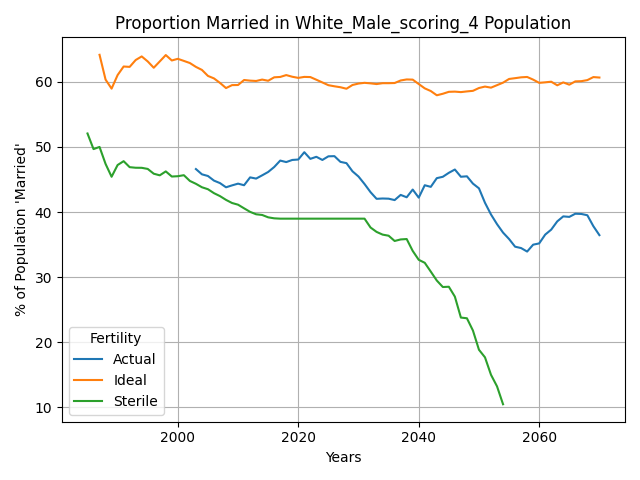 Proportion Married in White_Male_scoring_4 Population
% of Population 'Married'
60
50
40
30
20
10
Fertility
Actual
Ideal
Sterile
2000
2020
2040
2060
Years